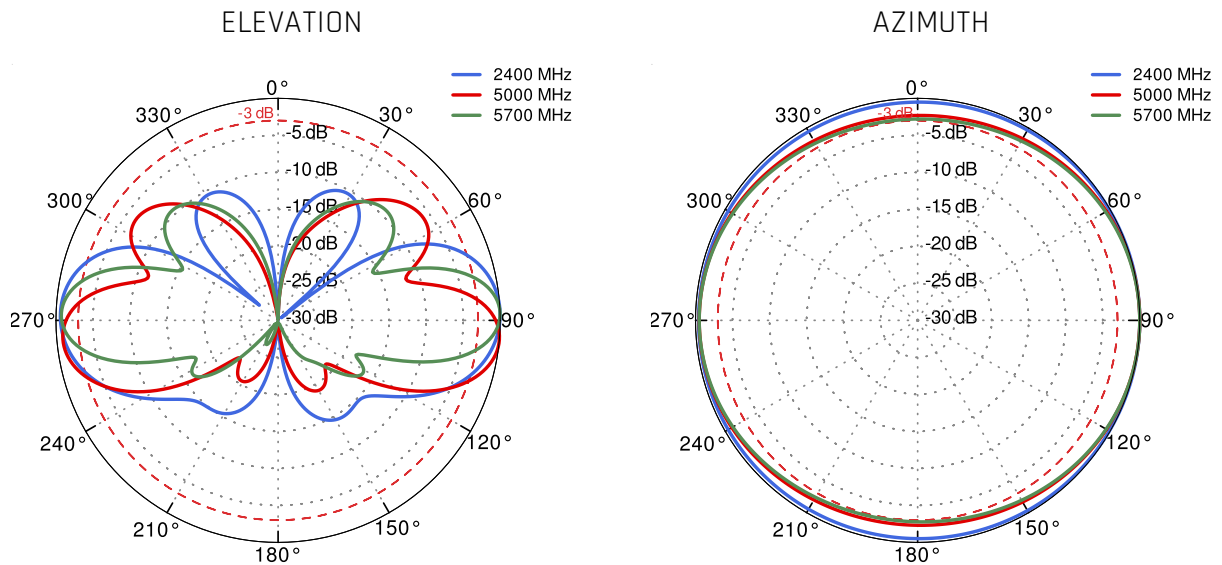 ELEVATION
2400 MHz
5000 MHz
5700 MHz
0°
-3 dB
330°
30°
-5 dB
-10 dB
300°
60°
-15 dB
-20 dB
-25 dB
270°
-30 dB
90°
240°
120°
210°
150°
180°
AZIMUTH
2400 MHz
5000 MHz
5700 MHz
0°
-3 dB
330°
30°
-5 dB
-10 dB
300°
60°
-15 dB
-20 dB
-25 dB
270°
-30 dB
90°
240°
120°
210°
150°
180°